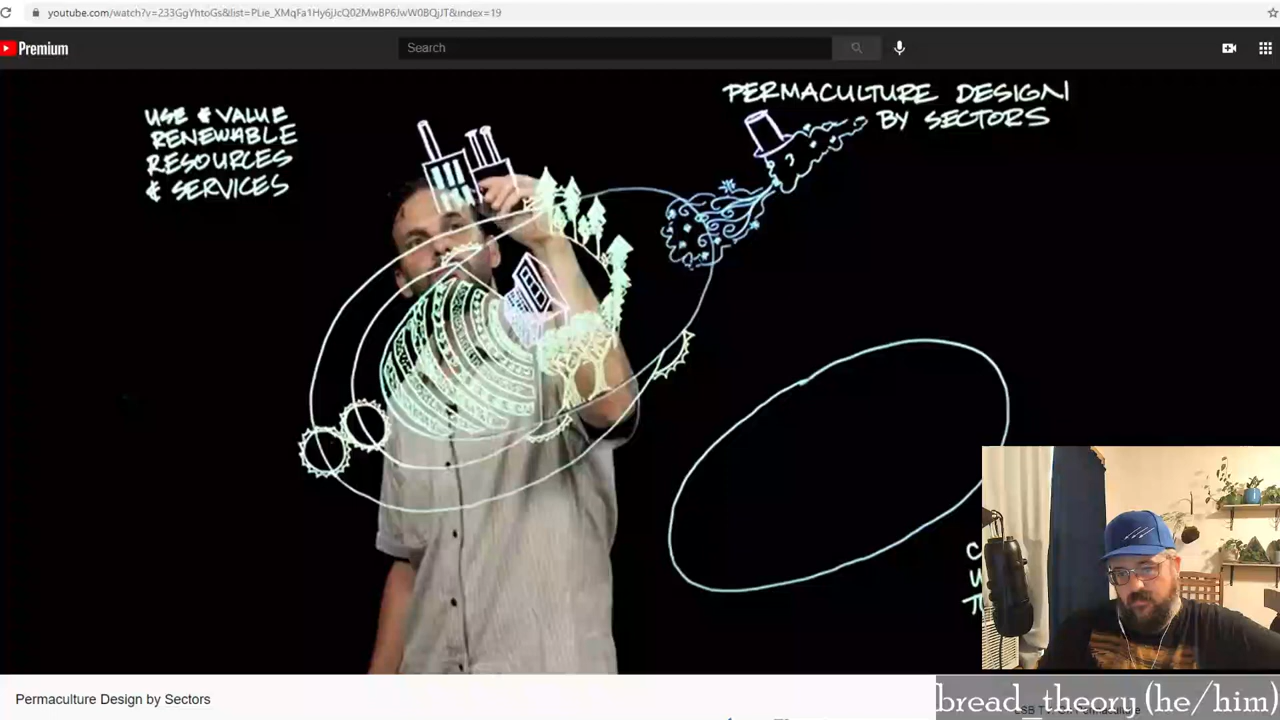 youtube.com/watch?v=233GgYhtoGs&list=PLie_XMqFa1Hy6jJcQ02MwBP6JwW0BQjJT&index=19
Premium
Search
USE & VALUE
RENEWABLE
RESOURCES
& SERVICES
PERMACULTURE DESIGN
BY SECTORS
Permaculture Design by Sectors
bread_theory (he/him)